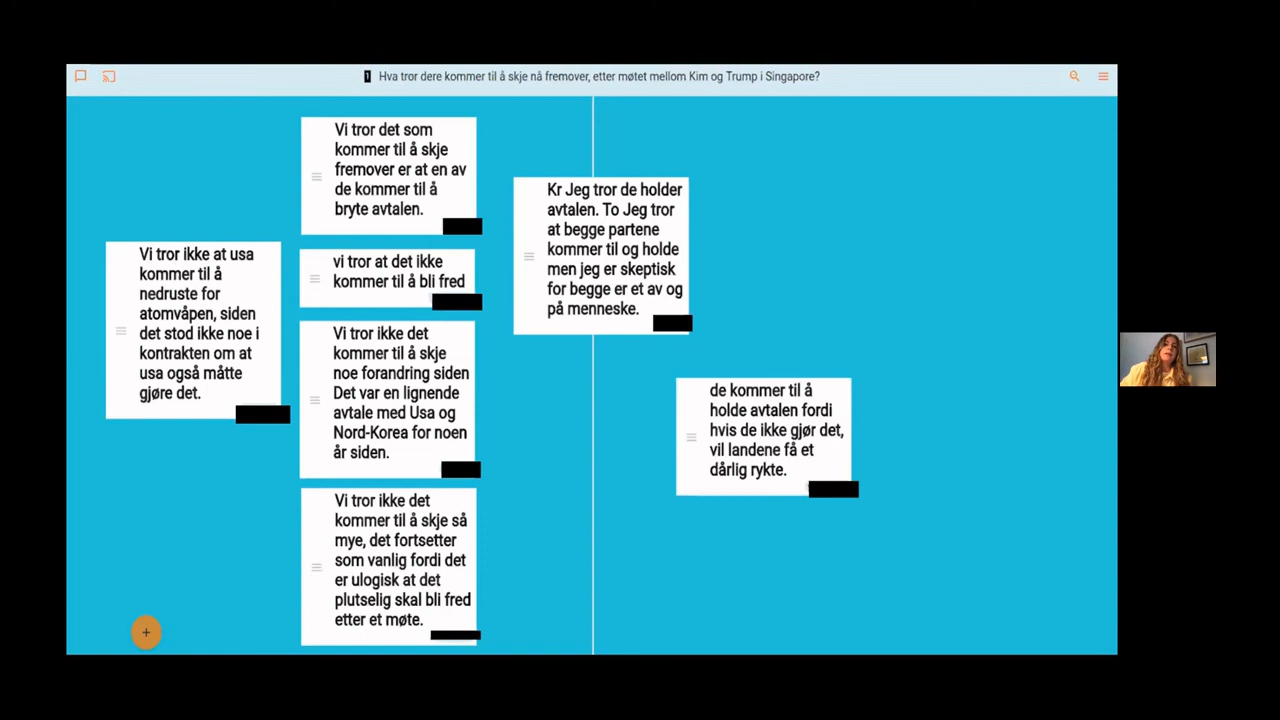 1 Hva tror dere kommer til å skje nå fremover, etter møtet mellom Kim og Trump i Singapore?
Vi tror det som
kommer til å skje
fremover er at en av
de kommer til å
bryte avtalen.
Kr Jeg tror de holder
avtalen. To Jeg tror
at begge partene
kommer til og holde
men jeg er skeptisk
for begge er et av og
på menneske.
Vi tror ikke at usa
kommer til å
nedruste for
atomvåpen, siden
det stod ikke noe i
kontrakten om at
usa også måtte
gjøre det.
vi tror at det ikke
kommer til å bli fred
Vi tror ikke det
kommer til å skje
noe forandring siden
Det var en lignende
avtale med Usa og
Nord-Korea for noen
år siden.
de kommer til å
holde avtalen fordi
hvis de ikke gjør det,
vil landene få et
dårlig rykte.
Vi tror ikke det
kommer til å skje så
mye, det fortsetter
som vanlig fordi det
er ulogisk at det
plutselig skal bli fred
etter et møte.